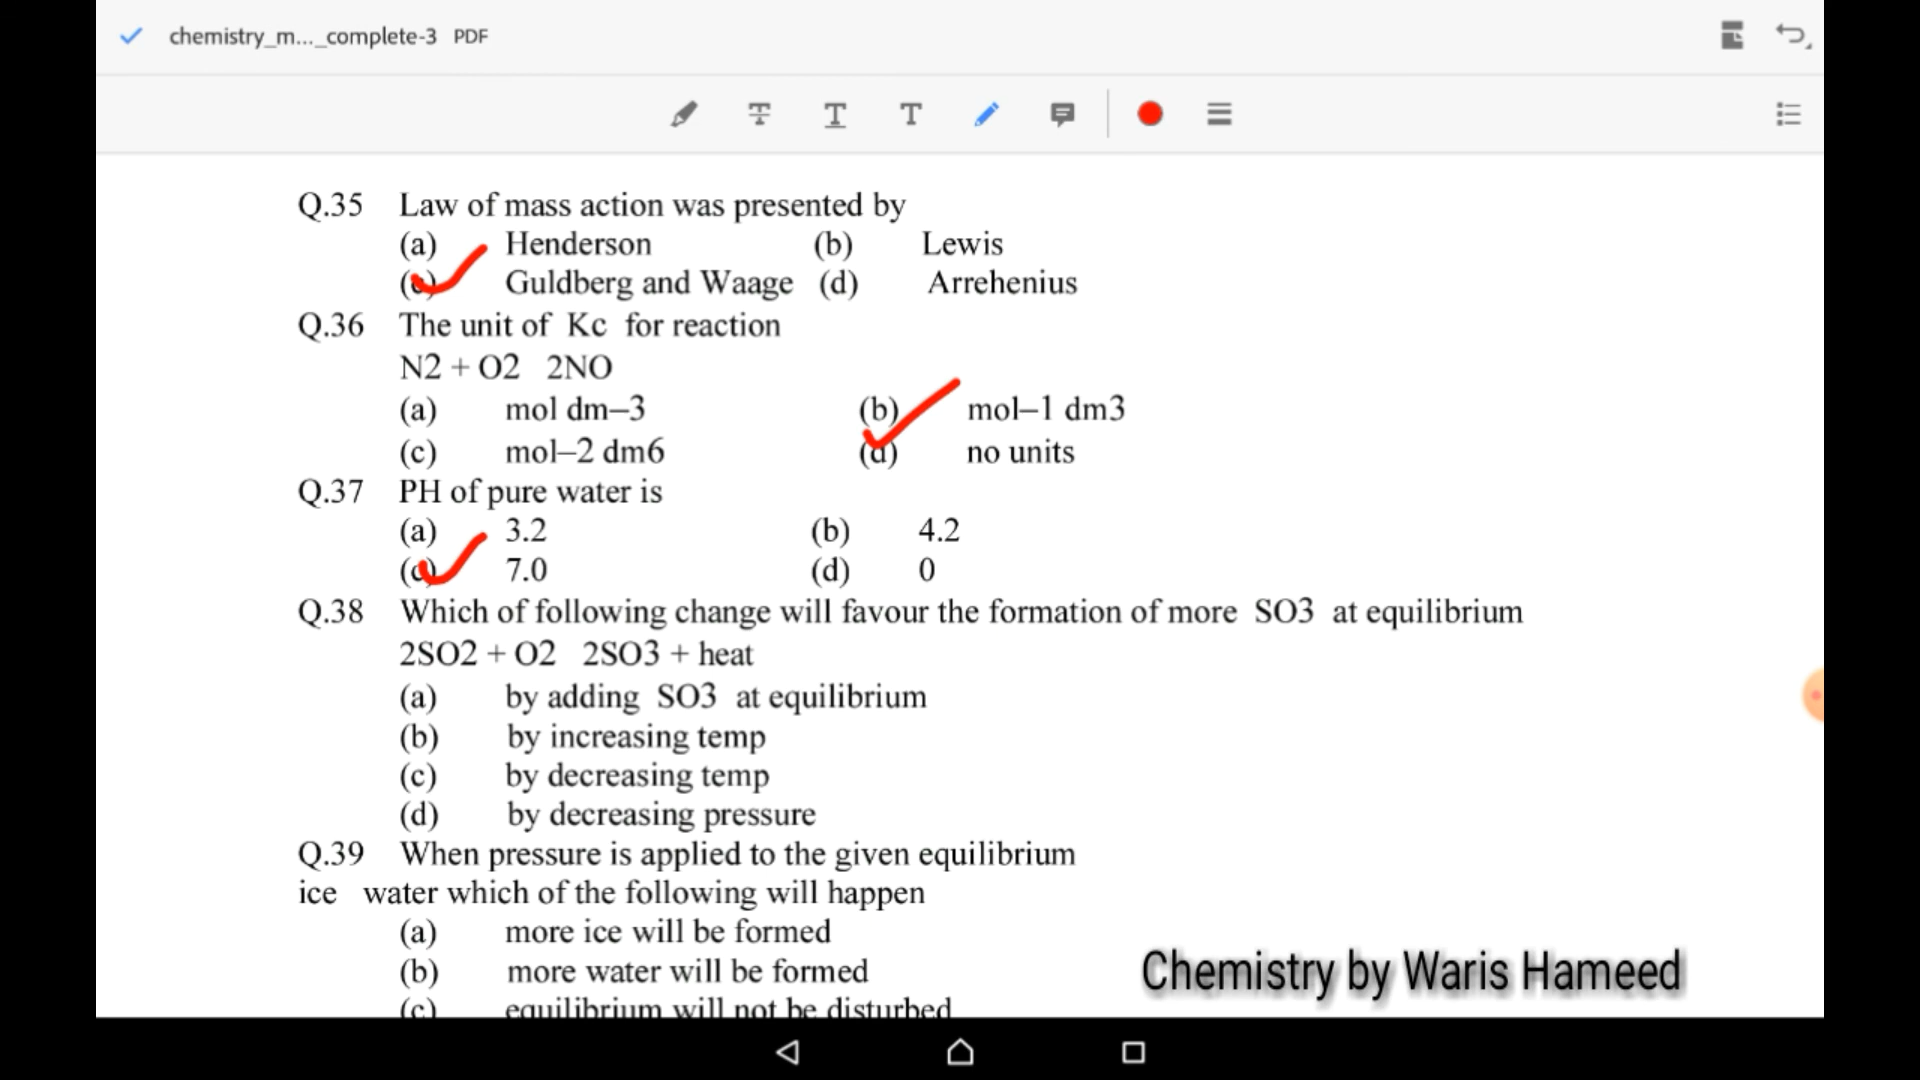 chemistry_m..._complete-3 PDF
Q.35 Law of mass action was presented by
(a) Henderson (b) Lewis
(c) Guldberg and Waage (d) Arrehenius
Q.36 The unit of Kc for reaction
N2 + O2 2NO
(a) mol dm–3 (b) mol–1 dm3
(c) mol–2 dm6 (d) no units
Q.37 PH of pure water is
(a) 3.2 (b) 4.2
(c) 7.0 (d) 0
Q.38 Which of following change will favour the formation of more SO3 at equilibrium
2SO2 + O2 2SO3 + heat
(a) by adding SO3 at equilibrium
(b) by increasing temp
(c) by decreasing temp
(d) by decreasing pressure
Q.39 When pressure is applied to the given equilibrium
ice water which of the following will happen
(a) more ice will be formed
(b) more water will be formed
(c) equilibrium will not be disturbed
Chemistry by Waris Hameed